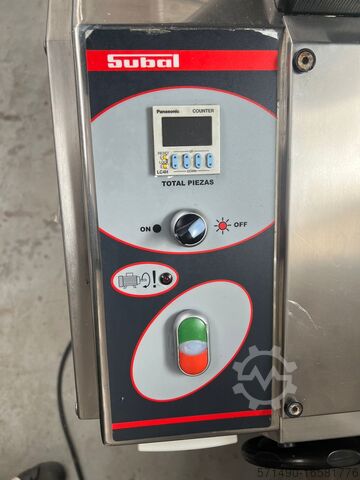 Subal
Panasonic COUNTER
LC4H
TOTAL PIEZAS
ON OFF